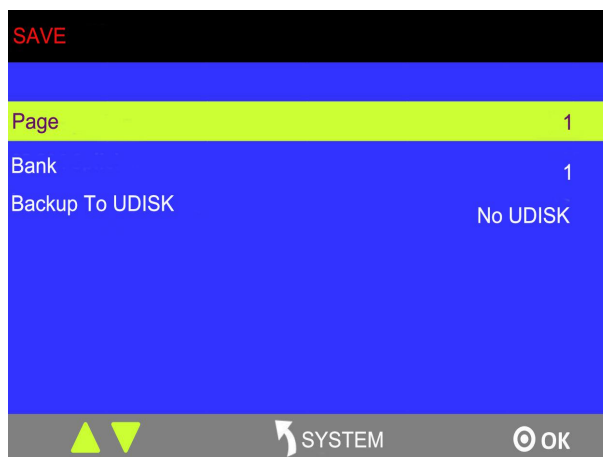 SAVE
Page 1
Bank 1
Backup To UDISK No UDISK
SYSTEM OK